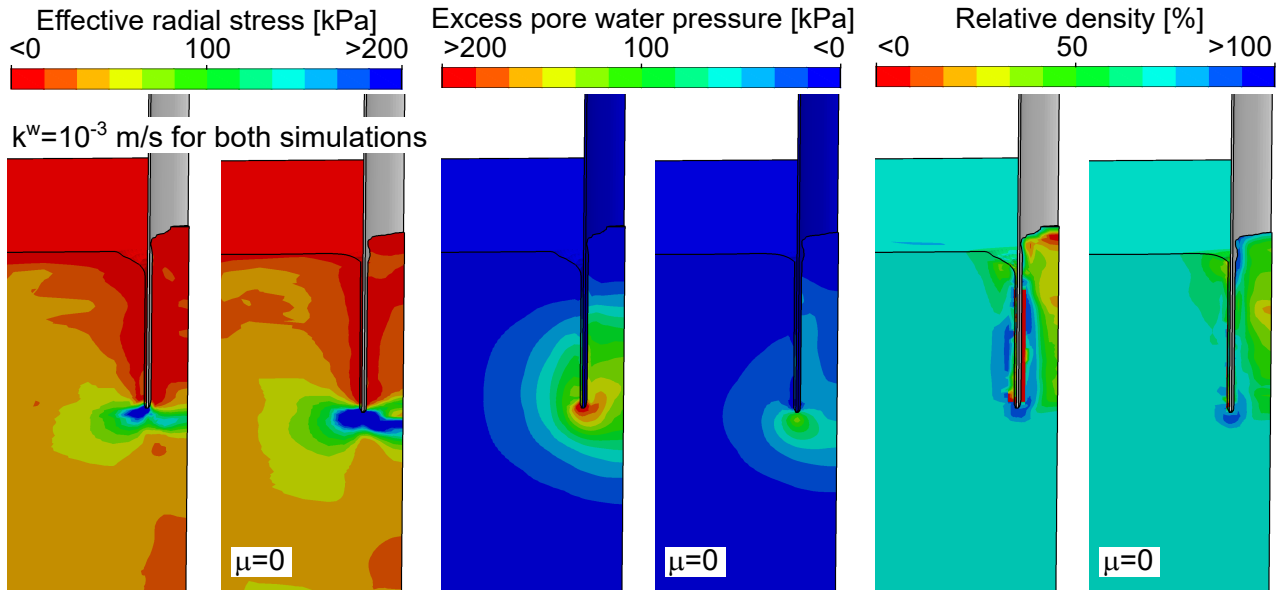 Effective radial stress [kPa]
<0 100 >200
Excess pore water pressure [kPa]
>200 100 <0
Relative density [%]
<0 50 >100
kʷ=10⁻³ m/s for both simulations
μ=0
μ=0
μ=0